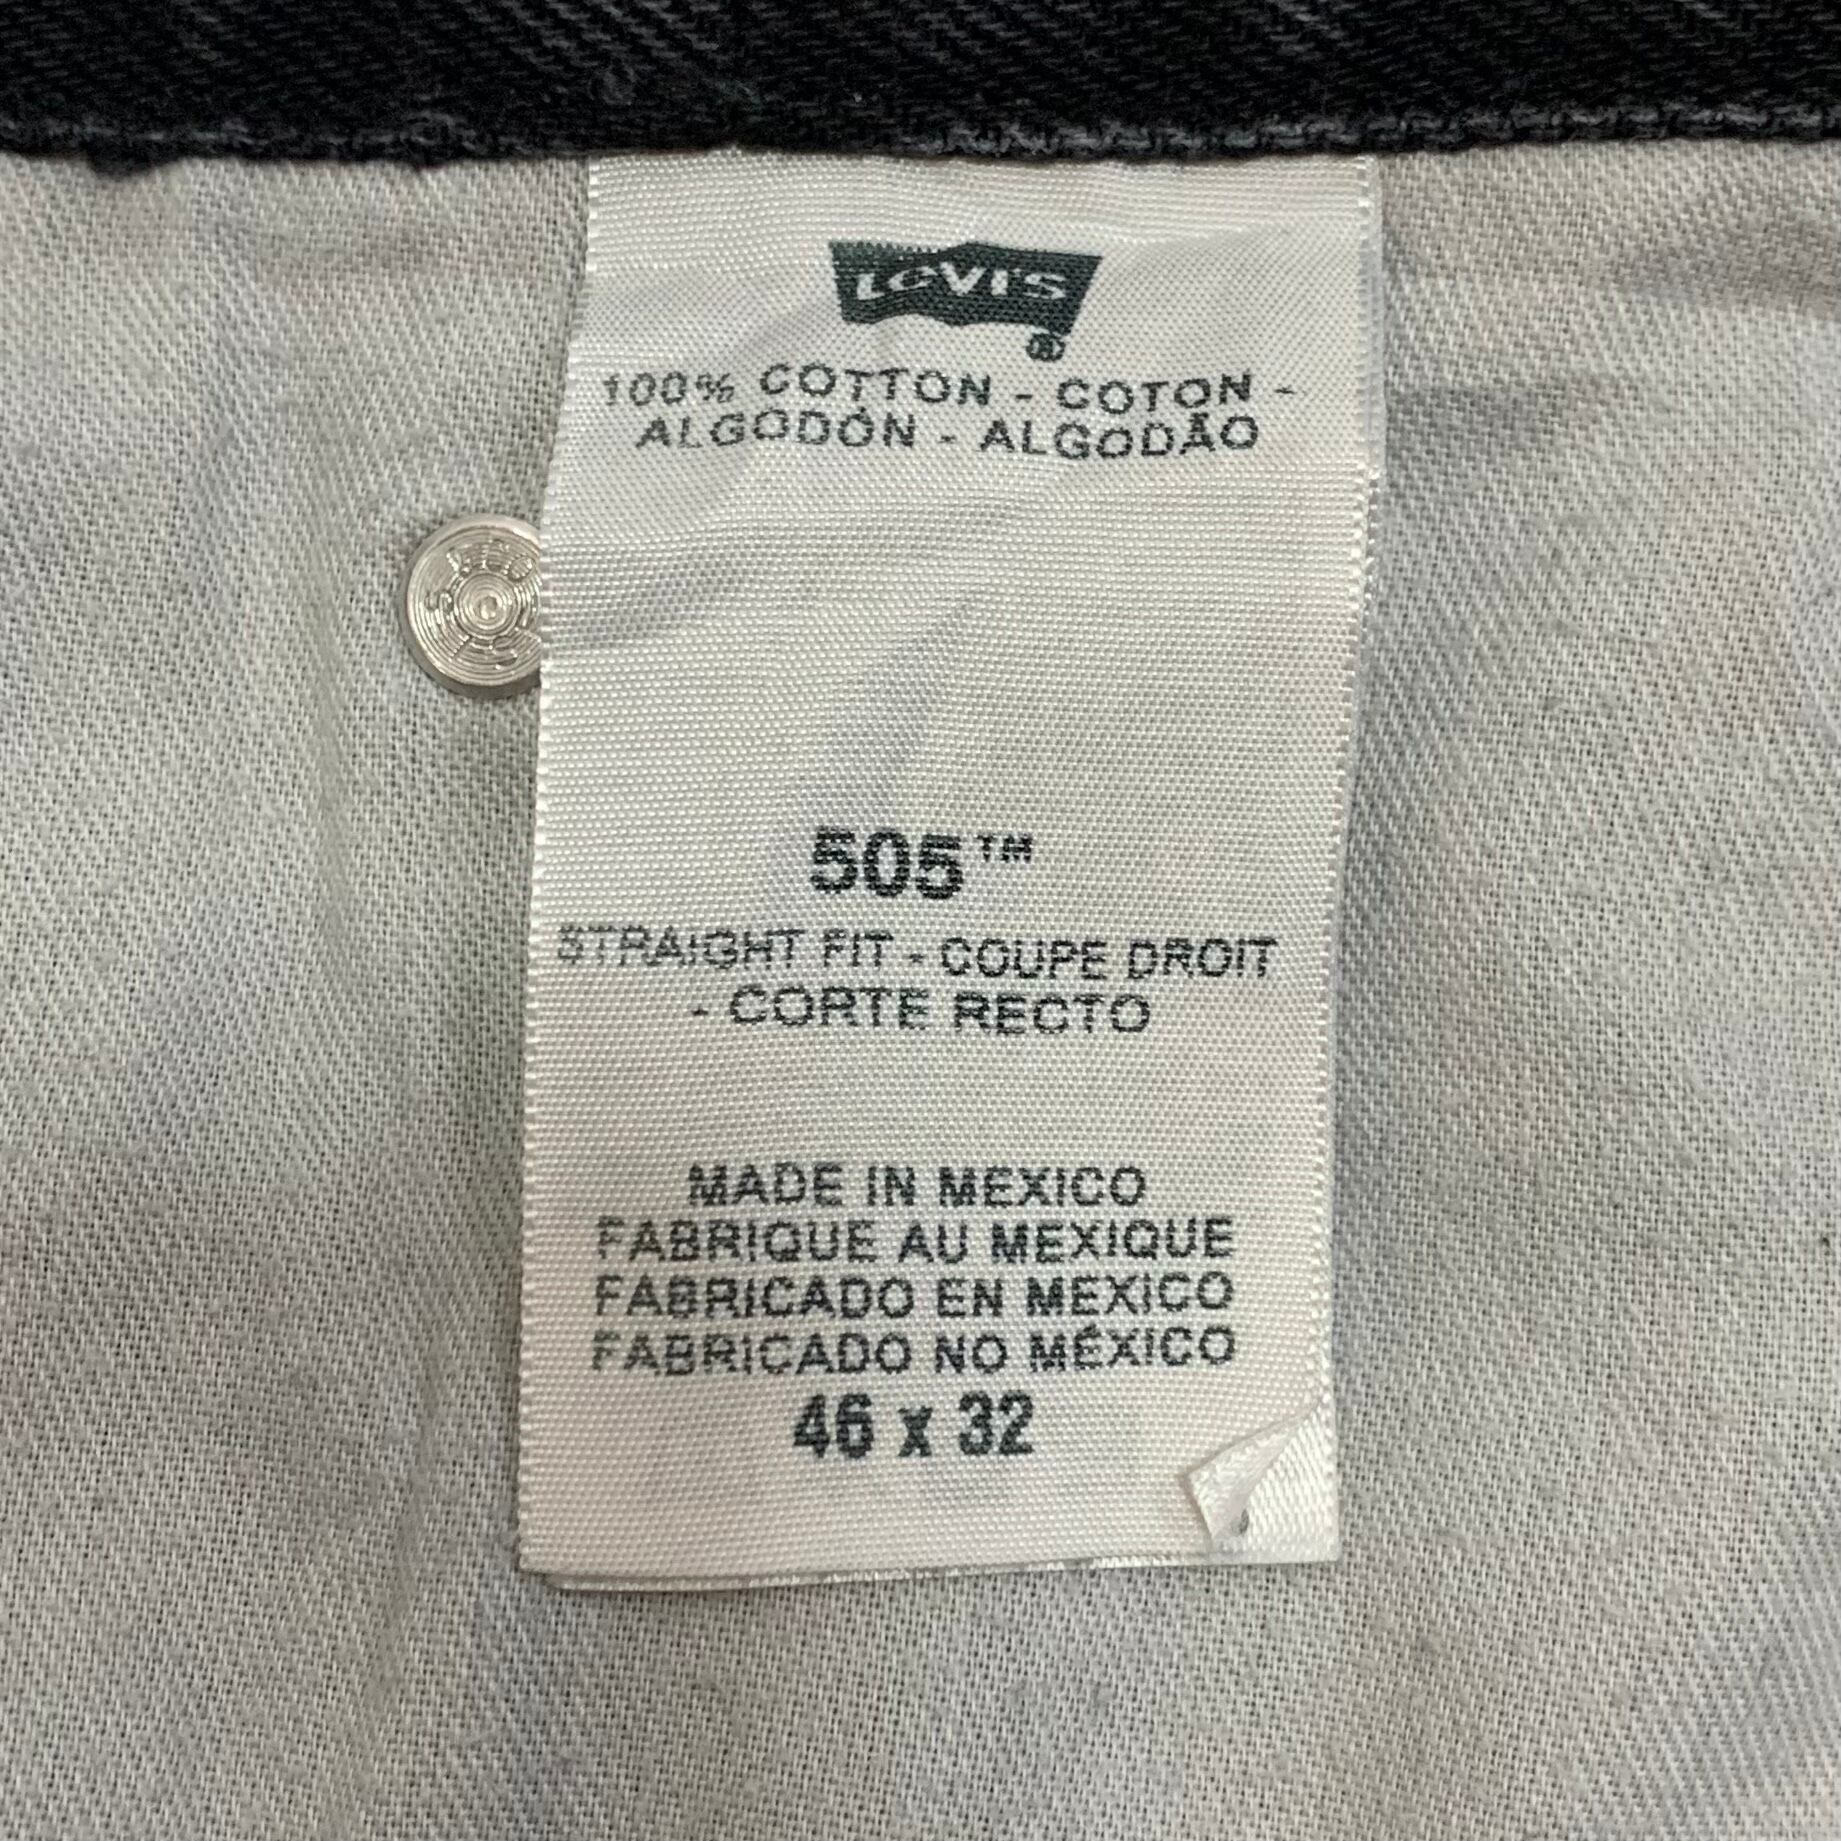 LEVI'S
®
100% COTTON - COTON -
ALGODÓN - ALGODÃO
505™
STRAIGHT FIT - COUPE DROIT
- CORTE RECTO
MADE IN MEXICO
FABRIQUE AU MEXIQUE
FABRICADO EN MEXICO
FABRICADO NO MÉXICO
46 x 32